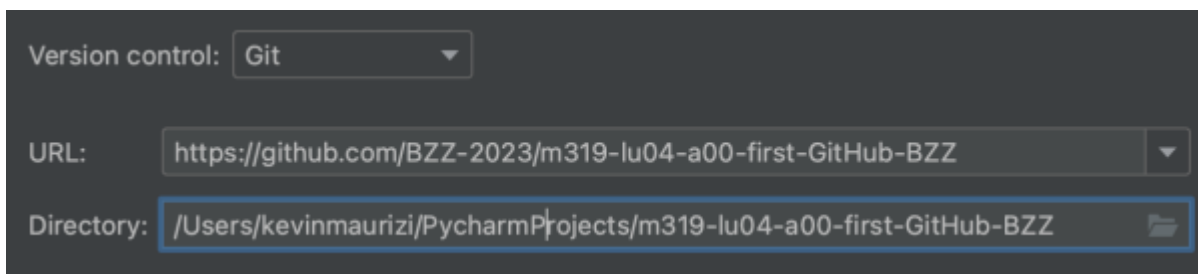 Version control: Git
URL: https://github.com/BZZ-2023/m319-lu04-a00-first-GitHub-BZZ
Directory: /Users/kevinmaurizi/PycharmProjects/m319-lu04-a00-first-GitHub-BZZ